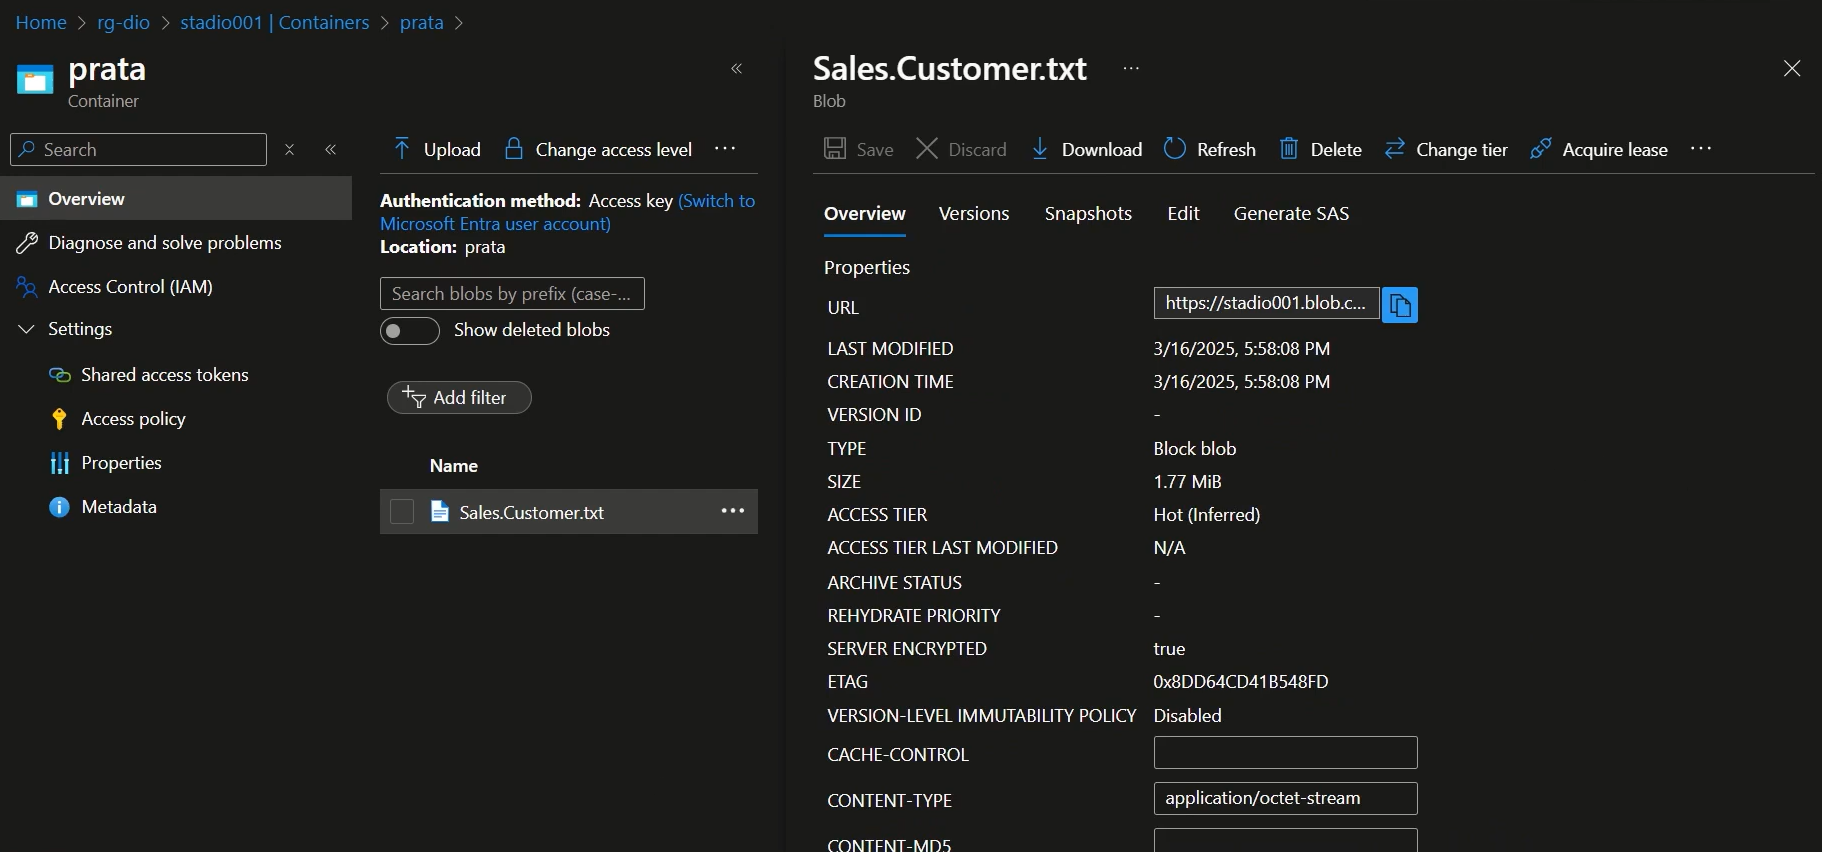 Home > rg-dio > stadio001 | Containers > prata >
prata
Container
«
Search
«
Overview
Diagnose and solve problems
Access Control (IAM)
Settings
Shared access tokens
Access policy
Properties
Metadata
Upload
Change access level
...
Authentication method: Access key (Switch to
Microsoft Entra user account)
Location: prata
Search blobs by prefix (case-...
Show deleted blobs
Add filter
Name
Sales.Customer.txt
...
Sales.Customer.txt ...
Blob
Save Discard Download Refresh Delete Change tier Acquire lease ...
Overview Versions Snapshots Edit Generate SAS
Properties
URL https://stadio001.blob.c...
LAST MODIFIED 3/16/2025, 5:58:08 PM
CREATION TIME 3/16/2025, 5:58:08 PM
VERSION ID -
TYPE Block blob
SIZE 1.77 MiB
ACCESS TIER Hot (Inferred)
ACCESS TIER LAST MODIFIED N/A
ARCHIVE STATUS -
REHYDRATE PRIORITY -
SERVER ENCRYPTED true
ETAG 0x8DD64CD41B548FD
VERSION-LEVEL IMMUTABILITY POLICY Disabled
CACHE-CONTROL
CONTENT-TYPE application/octet-stream
CONTENT-MD5